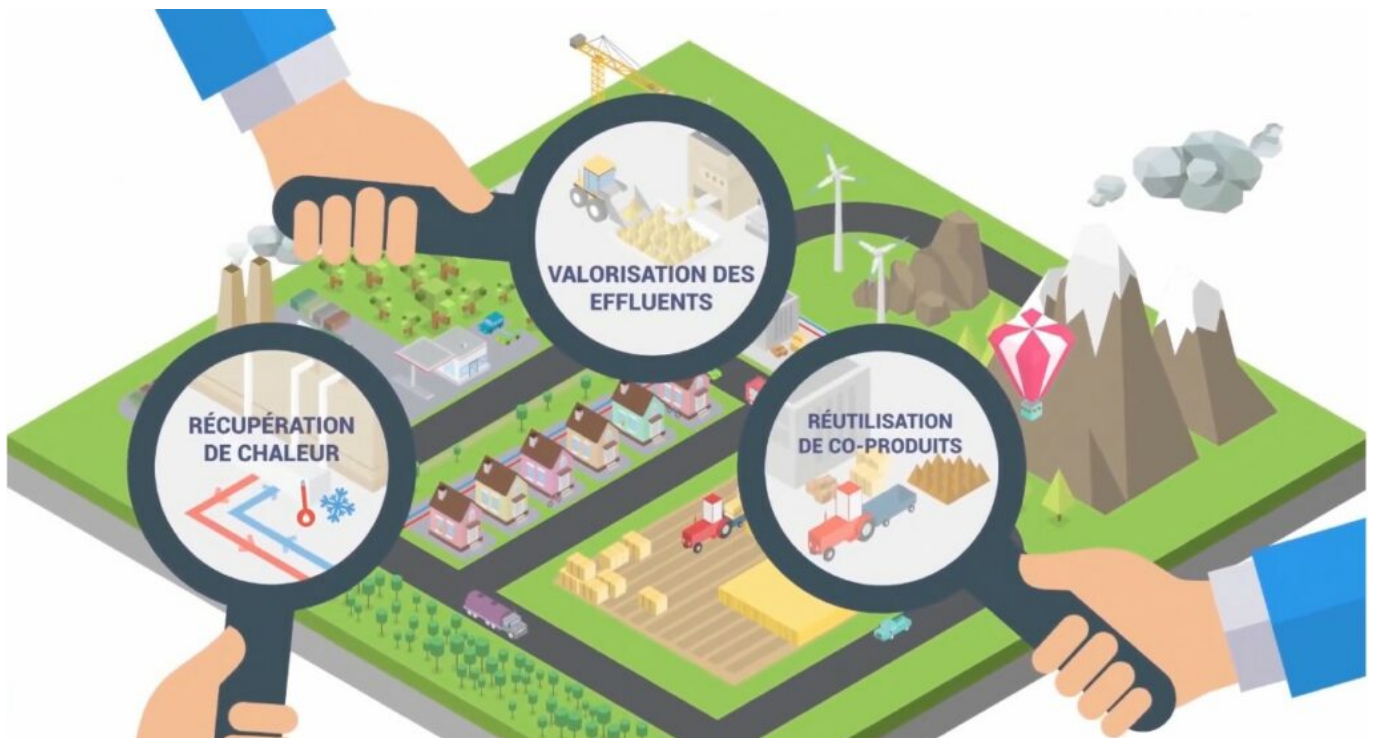 VALORISATION DES
EFFLUENTS
RÉCUPÉRATION
DE CHALEUR
RÉUTILISATION
DE CO-PRODUITS